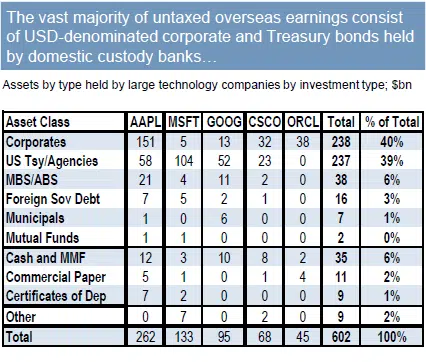 The vast majority of untaxed overseas earnings consist
of USD-denominated corporate and Treasury bonds held
by domestic custody banks…
Assets by type held by large technology companies by investment type; $bn
Asset Class AAPL MSFT GOOG CSCO ORCL Total % of Total
Corporates 151 5 13 32 38 238 40%
US Tsy/Agencies 58 104 52 23 0 237 39%
MBS/ABS 21 4 11 2 0 38 6%
Foreign Sov Debt 7 5 2 1 0 16 3%
Municipals 1 0 6 0 0 7 1%
Mutual Funds 1 1 0 0 0 2 0%
Cash and MMF 12 3 10 8 2 35 6%
Commercial Paper 5 1 0 1 4 11 2%
Certificates of Dep 7 2 0 0 0 9 1%
Other 0 7 0 2 0 9 2%
Total 262 133 95 68 45 602 100%